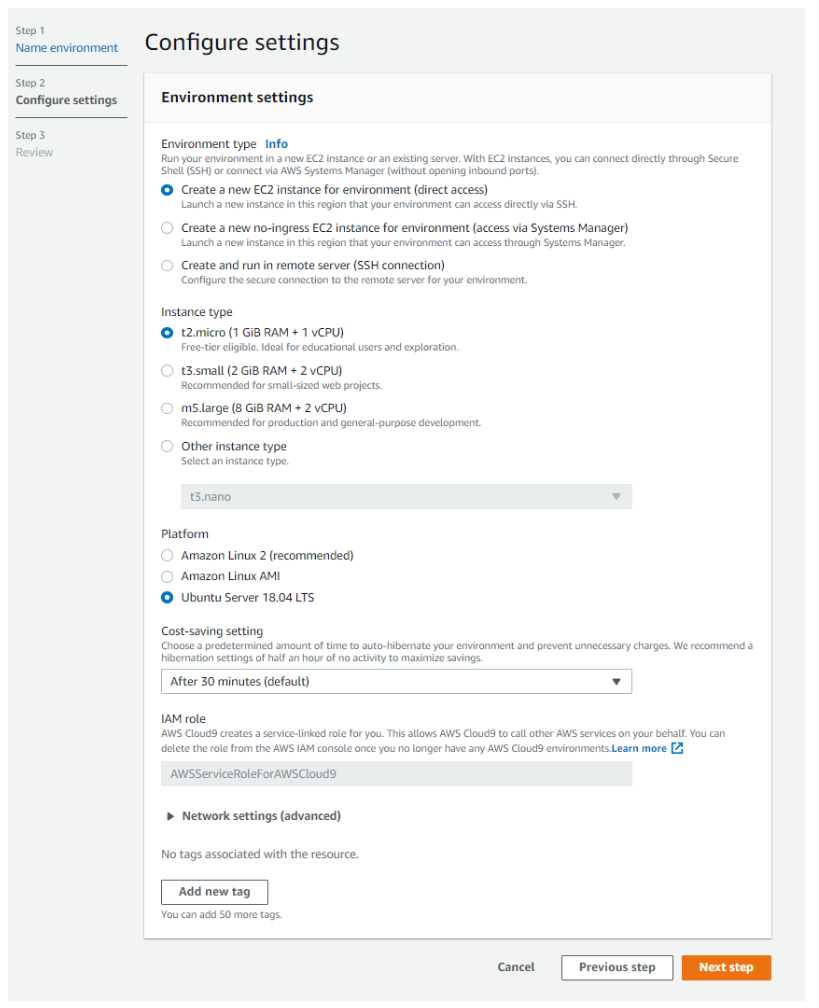 Step 1
Name environment
Step 2
Configure settings
Step 3
Review
Configure settings
Environment settings
Environment type Info
Run your environment in a new EC2 instance or an existing server. With EC2 instances, you can connect directly through Secure
Shell (SSH) or connect via AWS Systems Manager (without opening inbound ports).
Create a new EC2 instance for environment (direct access)
Launch a new instance in this region that your environment can access directly via SSH.
Create a new no-ingress EC2 instance for environment (access via Systems Manager)
Launch a new instance in this region that your environment can access through Systems Manager.
Create and run in remote server (SSH connection)
Configure the secure connection to the remote server for your environment.
Instance type
t2.micro (1 GiB RAM + 1 vCPU)
Free-tier eligible. Ideal for educational users and exploration.
t3.small (2 GiB RAM + 2 vCPU)
Recommended for small-sized web projects.
m5.large (8 GiB RAM + 2 vCPU)
Recommended for production and general-purpose development.
Other instance type
Select an instance type.
t3.nano
Platform
Amazon Linux 2 (recommended)
Amazon Linux AMI
Ubuntu Server 18.04 LTS
Cost-saving setting
Choose a predetermined amount of time to auto-hibernate your environment and prevent unnecessary charges. We recommend a
hibernation settings of half an hour of no activity to maximize savings.
After 30 minutes (default)
IAM role
AWS Cloud9 creates a service-linked role for you. This allows AWS Cloud9 to call other AWS services on your behalf. You can
delete the role from the AWS IAM console once you no longer have any AWS Cloud9 environments.Learn more
AWSServiceRoleForAWSCloud9
Network settings (advanced)
No tags associated with the resource.
Add new tag
You can add 50 more tags.
Cancel
Previous step
Next step